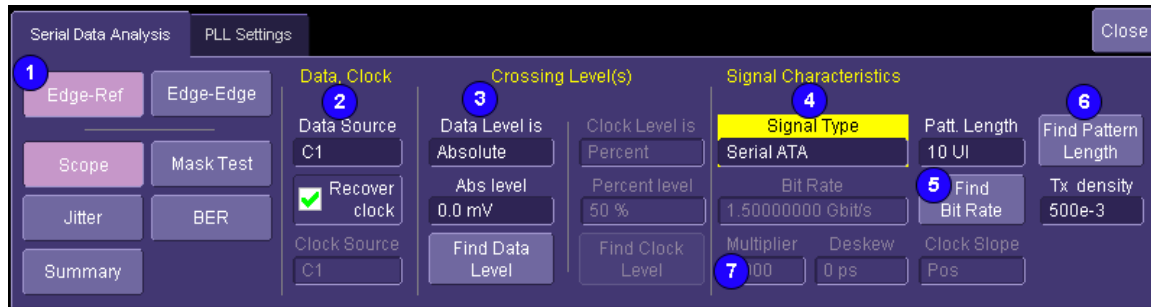 Serial Data Analysis
PLL Settings
Close
1
Edge-Ref
Edge-Edge
Scope
Mask Test
Jitter
BER
Summary
Data, Clock
2
Data Source
C1
Recover
clock
Clock Source
C1
Crossing Level(s)
3
Data Level is
Absolute
Abs level
0.0 mV
Find Data
Level
Clock Level is
Percent
Percent level
50 %
Find Clock
Level
Signal Characteristics
4
Signal Type
Serial ATA
Bit Rate
1.50000000 Gbit/s
Multiplier
7
Deskew
0 ps
Patt. Length
10 UI
5
Find
Bit Rate
Clock Slope
Pos
6
Find Pattern
Length
Tx density
500e-3